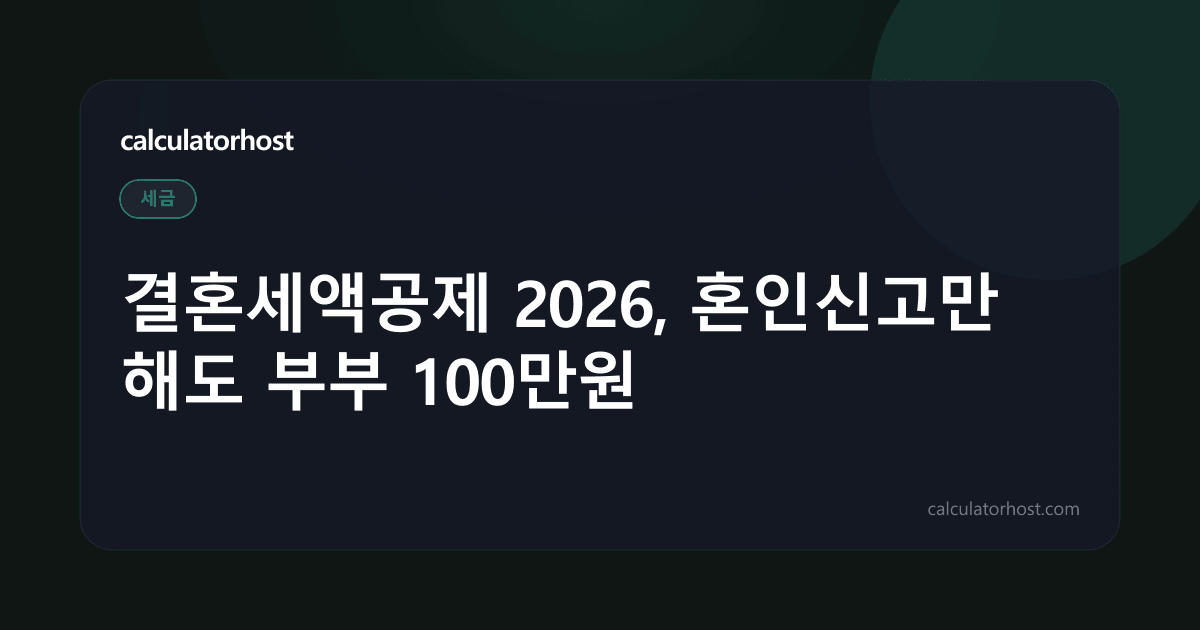 calculatorhost
세금
결혼세액공제 2026, 혼인신고만
해도 부부 100만원
calculatorhost.com